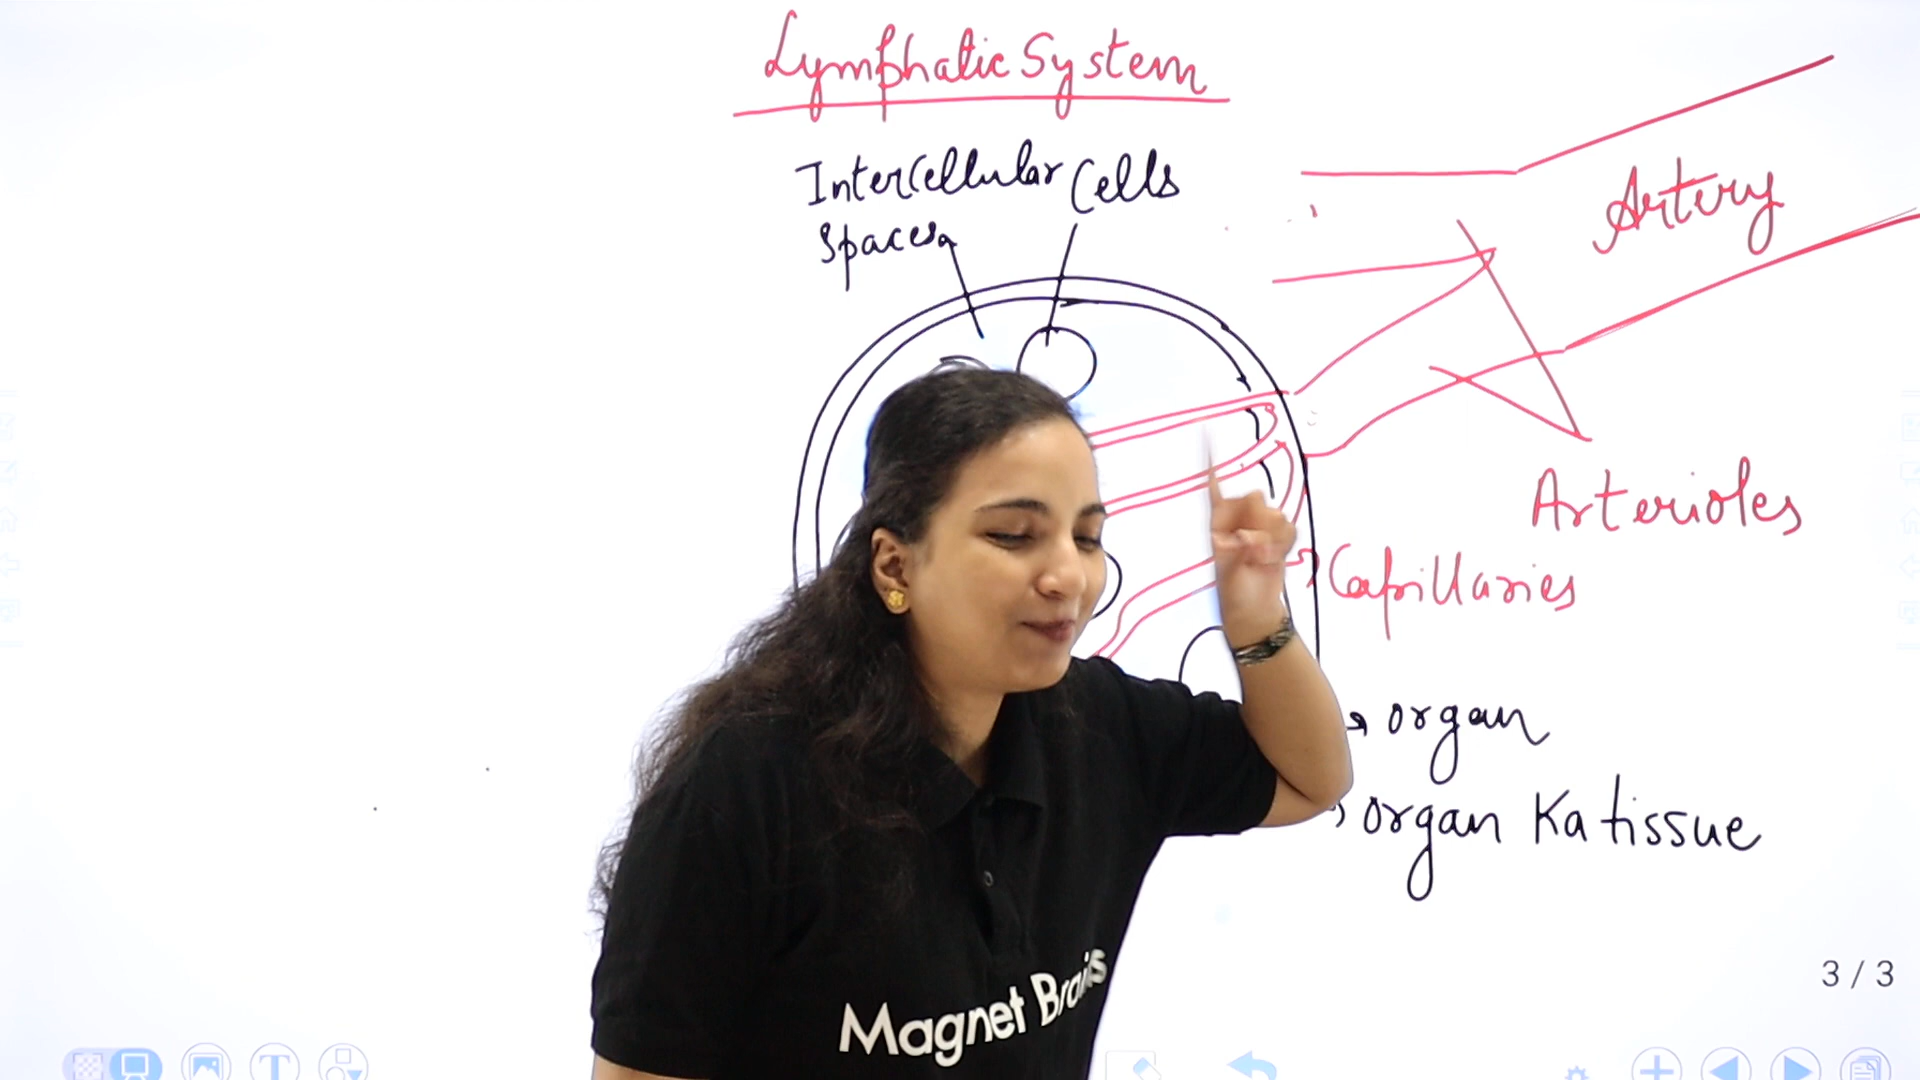 Lymphatic System
Intercellular Cells
Spaces
Artery
Arterioles
Capillaries
organ
organ Ka tissue
Magnet Brains
3 / 3
T